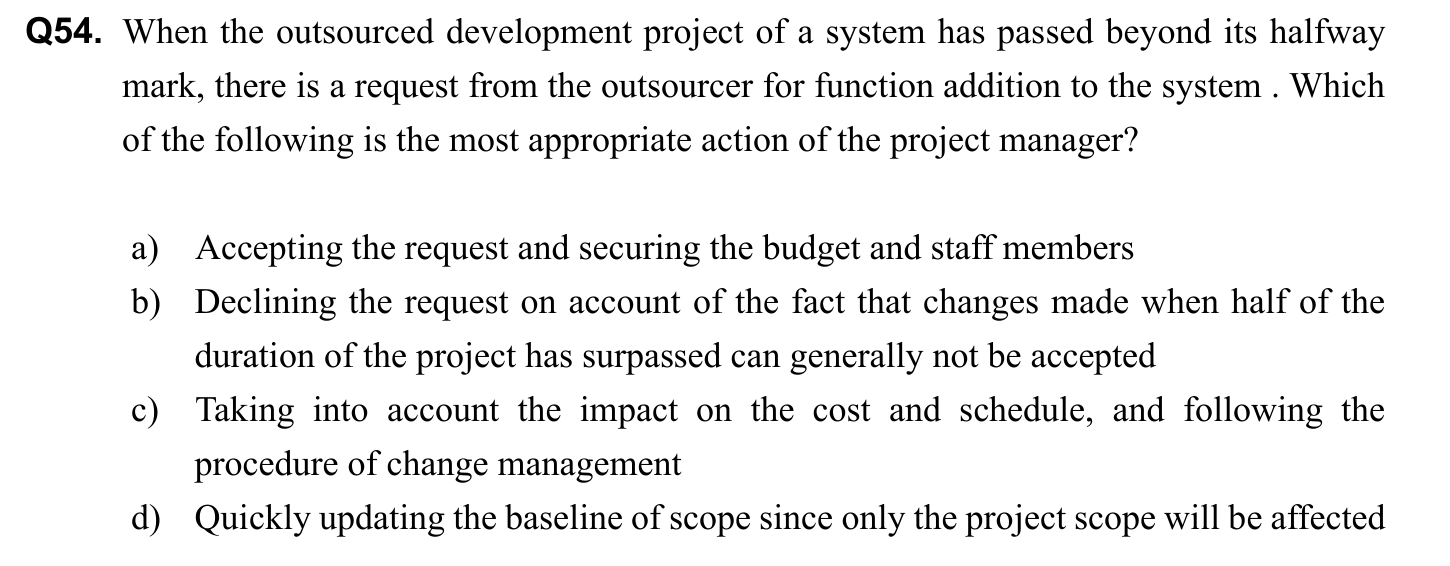 Q54. When the outsourced development project of a system has passed beyond its halfway
mark, there is a request from the outsourcer for function addition to the system . Which
of the following is the most appropriate action of the project manager?
a) Accepting the request and securing the budget and staff members
b) Declining the request on account of the fact that changes made when half of the
duration of the project has surpassed can generally not be accepted
c) Taking into account the impact on the cost and schedule, and following the
procedure of change management
d) Quickly updating the baseline of scope since only the project scope will be affected